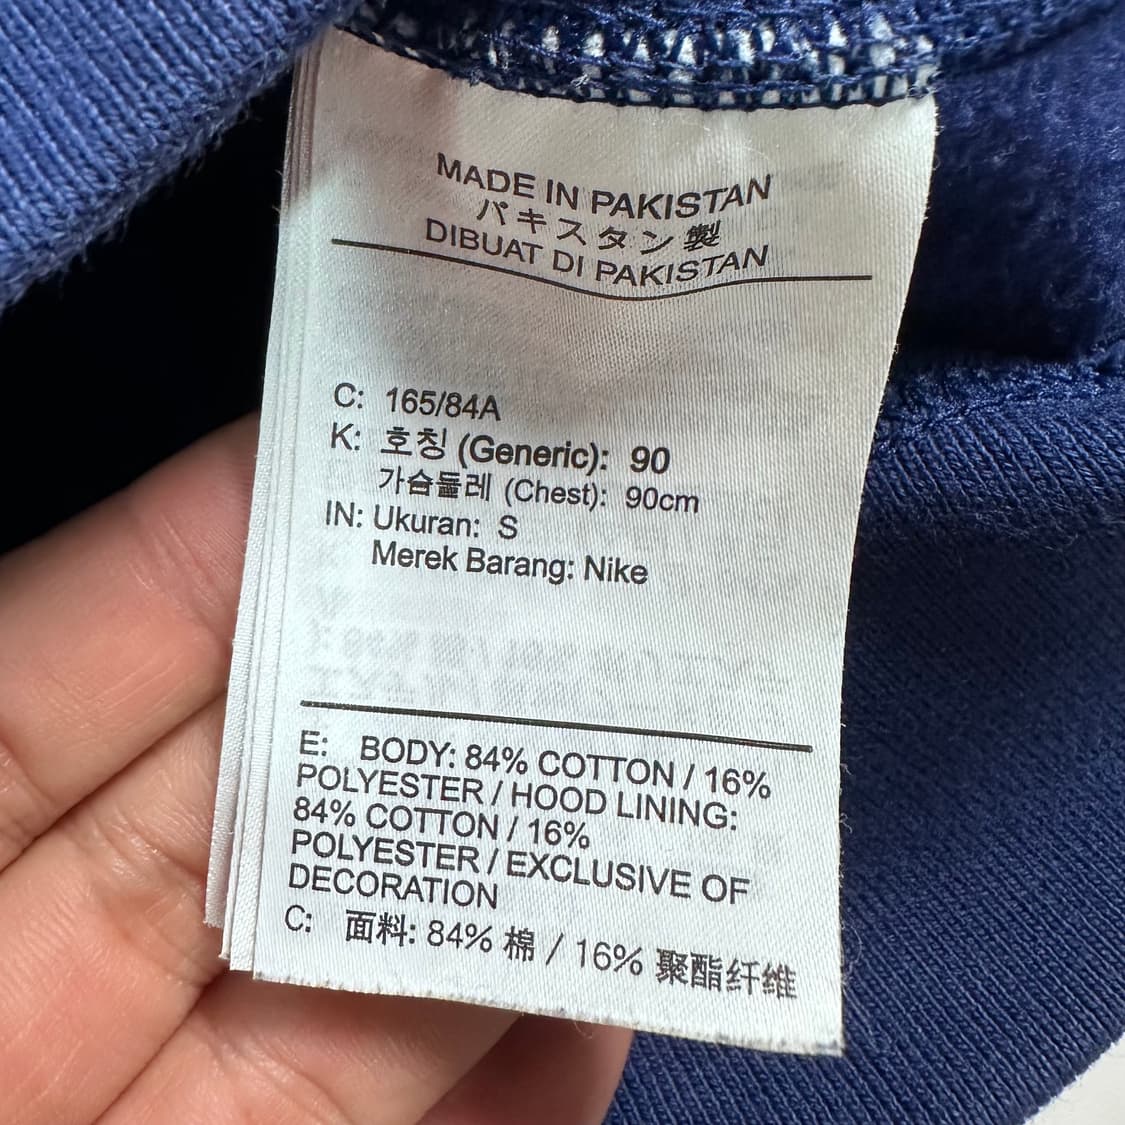 MADE IN PAKISTAN
パキスタン製
DIBUAT DI PAKISTAN
C: 165/84A
K: 호칭 (Generic): 90
가슴둘레 (Chest): 90cm
IN: Ukuran: S
Merek Barang: Nike
E: BODY: 84% COTTON / 16%
POLYESTER / HOOD LINING:
84% COTTON / 16%
POLYESTER / EXCLUSIVE OF
DECORATION
C: 面料: 84% 棉 / 16% 聚酯纤维